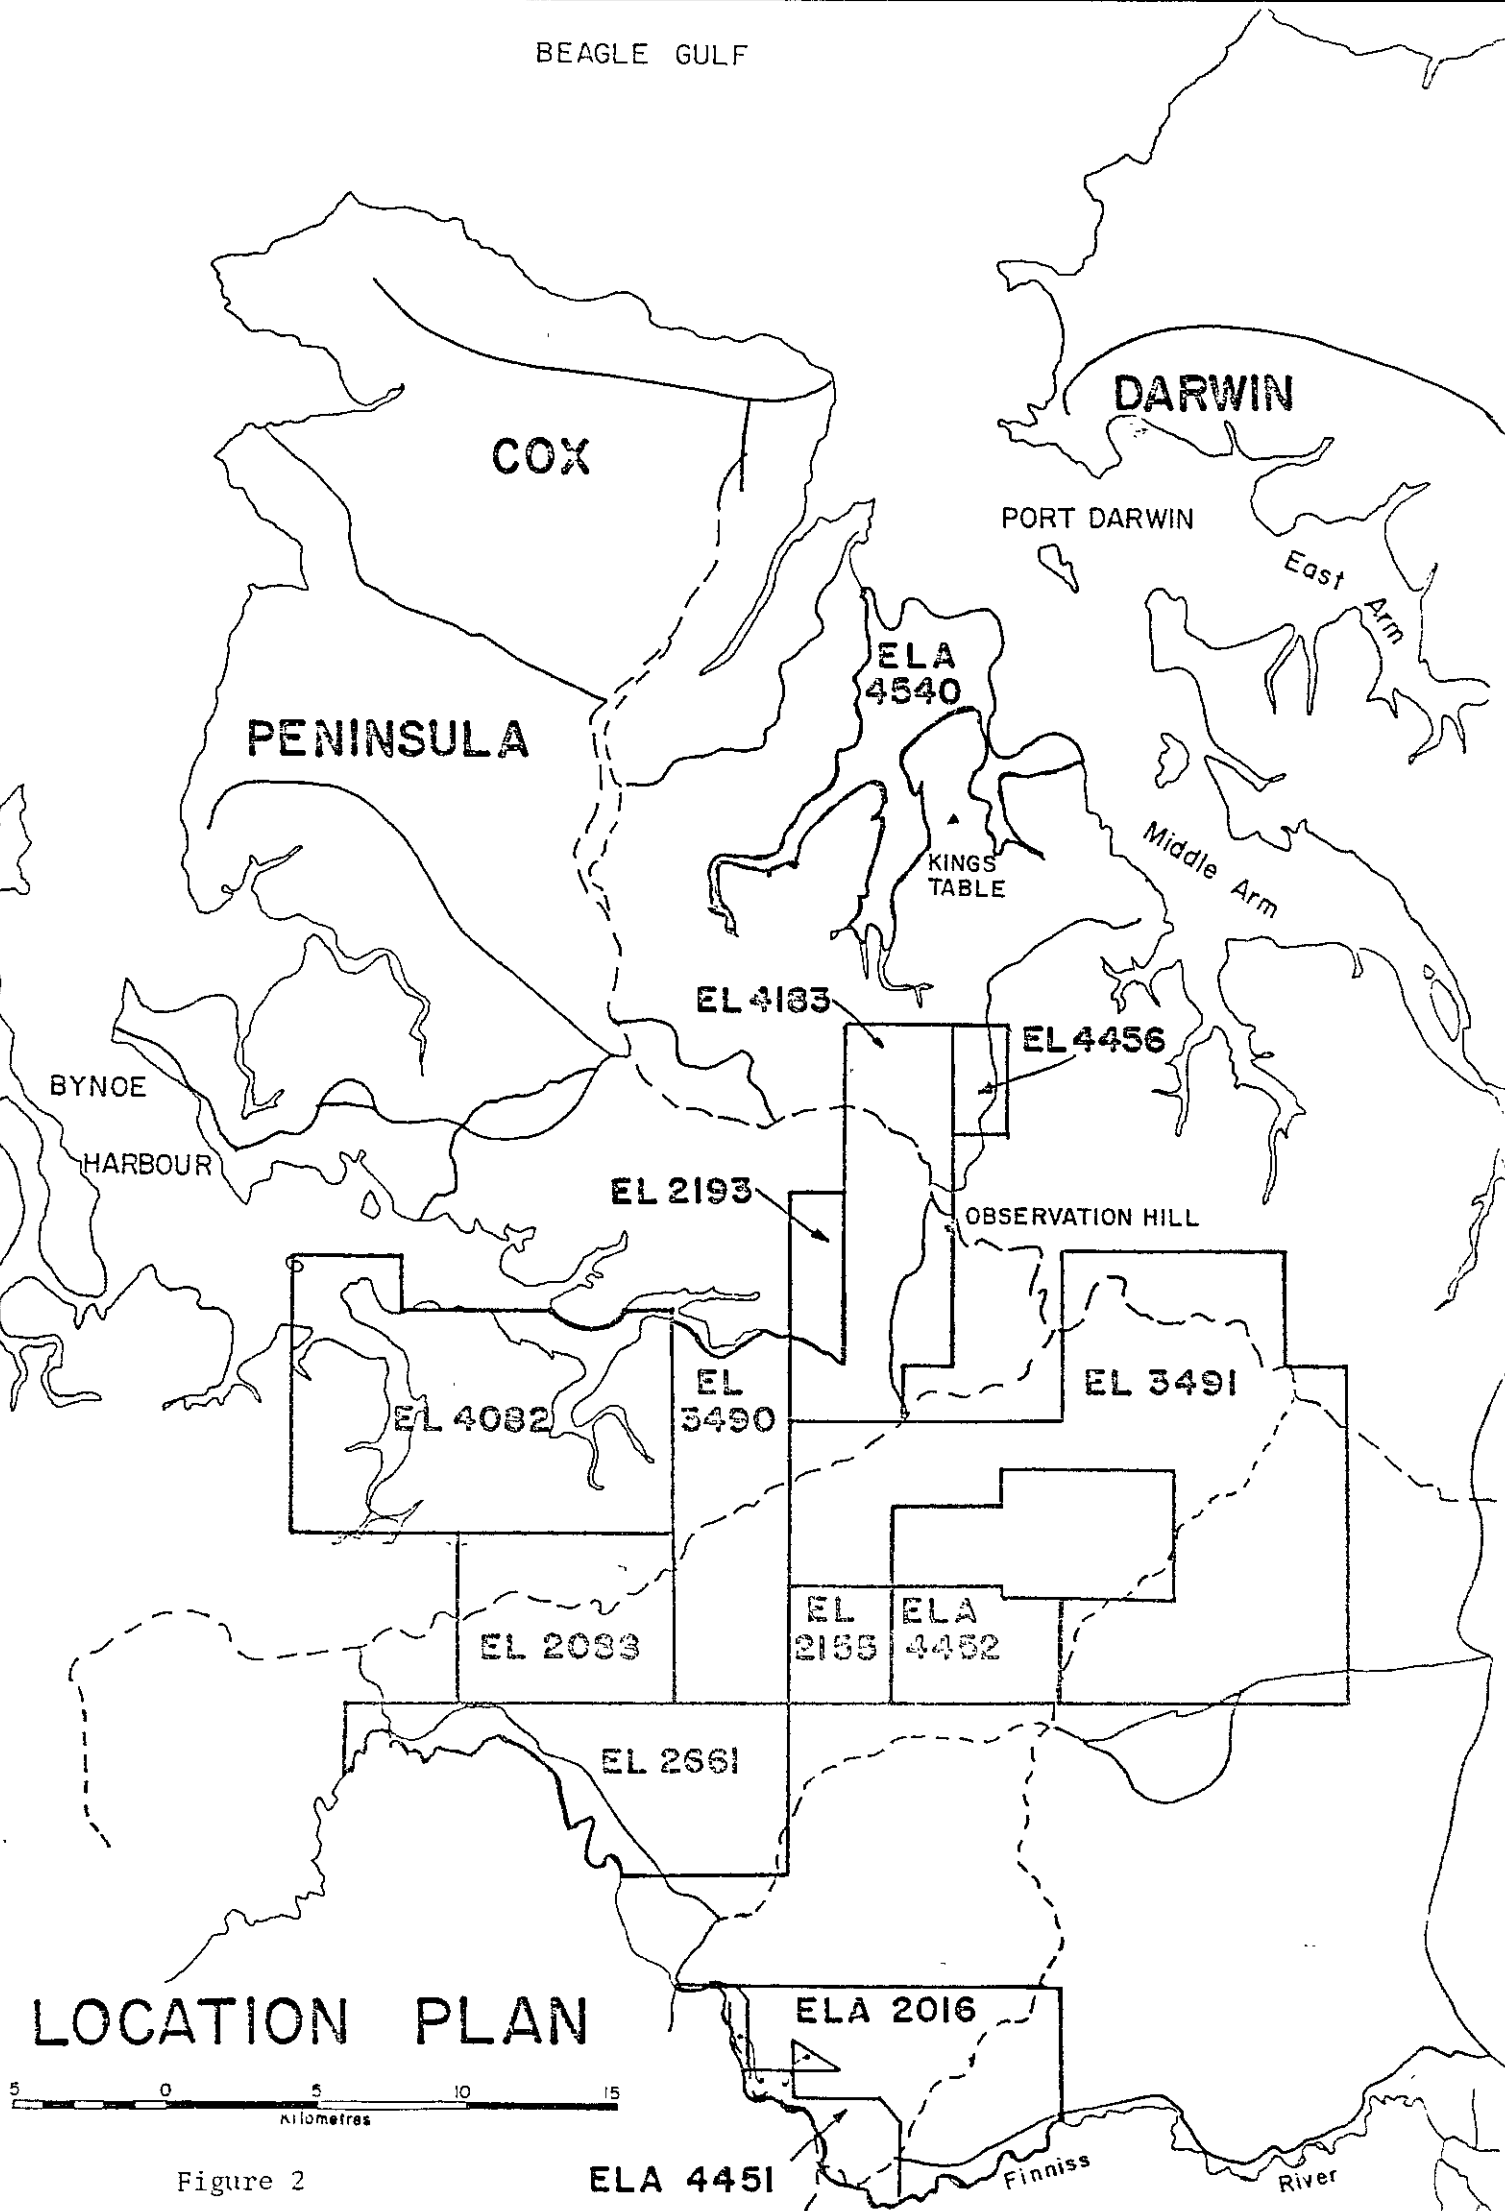 BEAGLE GULF
DARWIN
COX
PORT DARWIN
East Arm
ELA
4540
PENINSULA
Middle Arm
KINGS
TABLE
EL 4183
EL 4456
BYNOE
HARBOUR
EL 2193
OBSERVATION HILL
EL 4082
EL
3490
EL 3491
EL
2155
ELA
4452
EL 2661
LOCATION PLAN
ELA 2016
5 0 5 10 15
Kilometres
Figure 2
ELA 4451
Finniss River